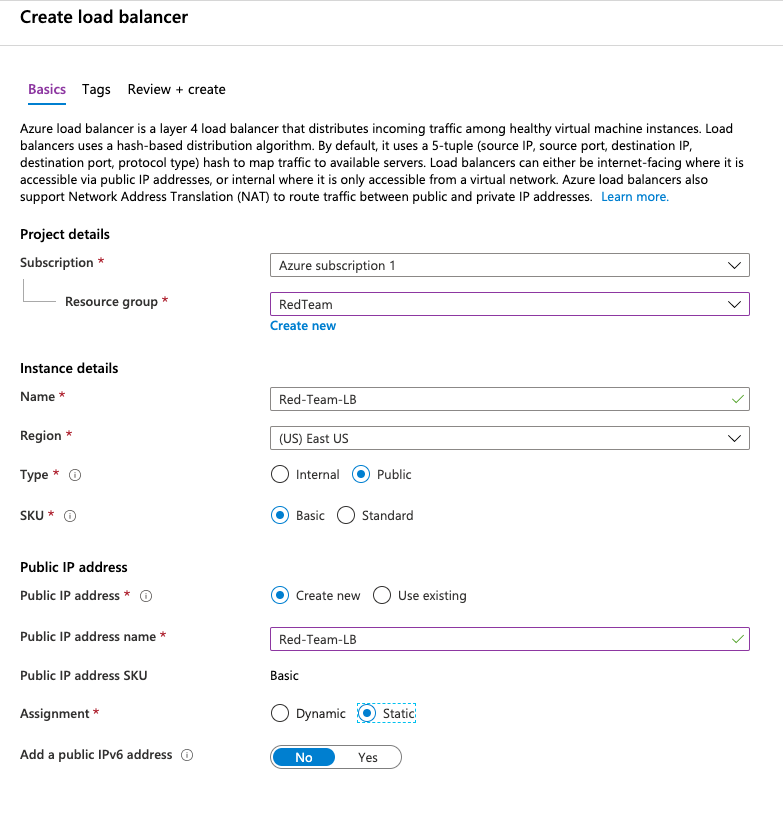 Create load balancer
Basics Tags Review + create
Azure load balancer is a layer 4 load balancer that distributes incoming traffic among healthy virtual machine instances. Load
balancers uses a hash-based distribution algorithm. By default, it uses a 5-tuple (source IP, source port, destination IP,
destination port, protocol type) hash to map traffic to available servers. Load balancers can either be internet-facing where it is
accessible via public IP addresses, or internal where it is only accessible from a virtual network. Azure load balancers also
support Network Address Translation (NAT) to route traffic between public and private IP addresses. Learn more.
Project details
Subscription * Azure subscription 1
Resource group * RedTeam
Create new
Instance details
Name * Red-Team-LB
Region * (US) East US
Type * Internal Public
SKU * Basic Standard
Public IP address
Public IP address * Create new Use existing
Public IP address name * Red-Team-LB
Public IP address SKU Basic
Assignment * Dynamic Static
Add a public IPv6 address No Yes